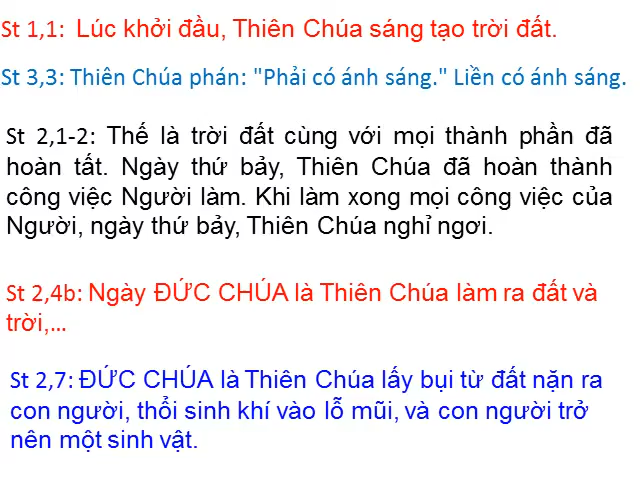 St 1,1: Lúc khởi đầu, Thiên Chúa sáng tạo trời đất.
St 3,3: Thiên Chúa phán: "Phải có ánh sáng." Liền có ánh sáng.
St 2,1-2: Thế là trời đất cùng với mọi thành phần đã
hoàn tất. Ngày thứ bảy, Thiên Chúa đã hoàn thành
công việc Người làm. Khi làm xong mọi công việc của
Người, ngày thứ bảy, Thiên Chúa nghỉ ngơi.
St 2,4b: Ngày ĐỨC CHÚA là Thiên Chúa làm ra đất và
trời,...
St 2,7: ĐỨC CHÚA là Thiên Chúa lấy bụi từ đất nặn ra
con người, thổi sinh khí vào lỗ mũi, và con người trở
nên một sinh vật.